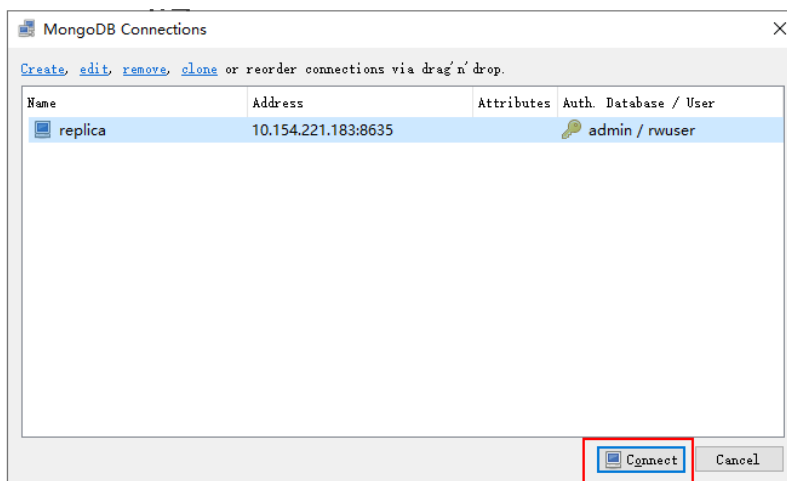 MongoDB Connections
Create, edit, remove, clone or reorder connections via drag'n'drop.
Name Address Attributes Auth. Database / User
replica 10.154.221.183:8635 admin / rwuser
Connect Cancel